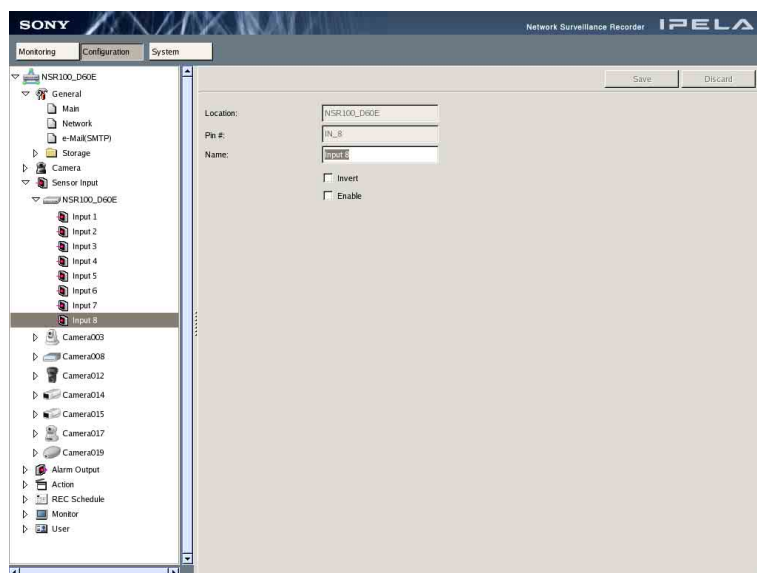 SONY
Network Surveillance Recorder IPELA
Monitoring Configuration System
Save Discard
NSR100_D60E
General
Main
Network
e-Mail(SMTP)
Storage
Camera
Sensor Input
NSR100_D60E
Input 1
Input 2
Input 3
Input 4
Input 5
Input 6
Input 7
Input 8
Camera003
Camera008
Camera012
Camera014
Camera015
Camera017
Camera019
Alarm Output
Action
REC Schedule
Monitor
User
Location: NSR100_D60E
Pin #: IN_8
Name: Input 8
Invert
Enable